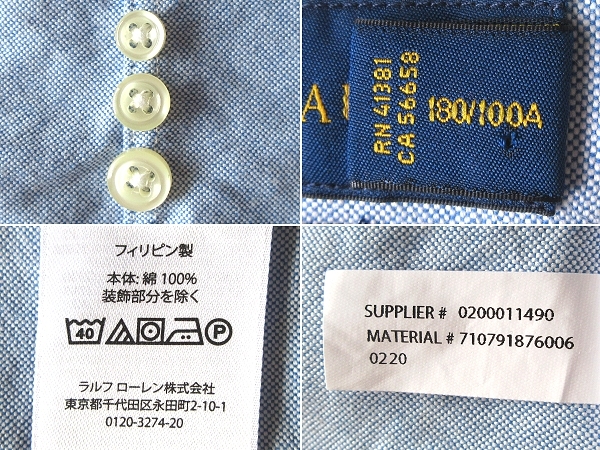 RN 41381
CA 56658
180/100A
フィリピン製
本体: 綿 100%
装飾部分を除く
40
P
ラルフ ローレン株式会社
東京都千代田区永田町2-10-1
0120-3274-20
SUPPLIER # 0200011490
MATERIAL # 710791876006
0220